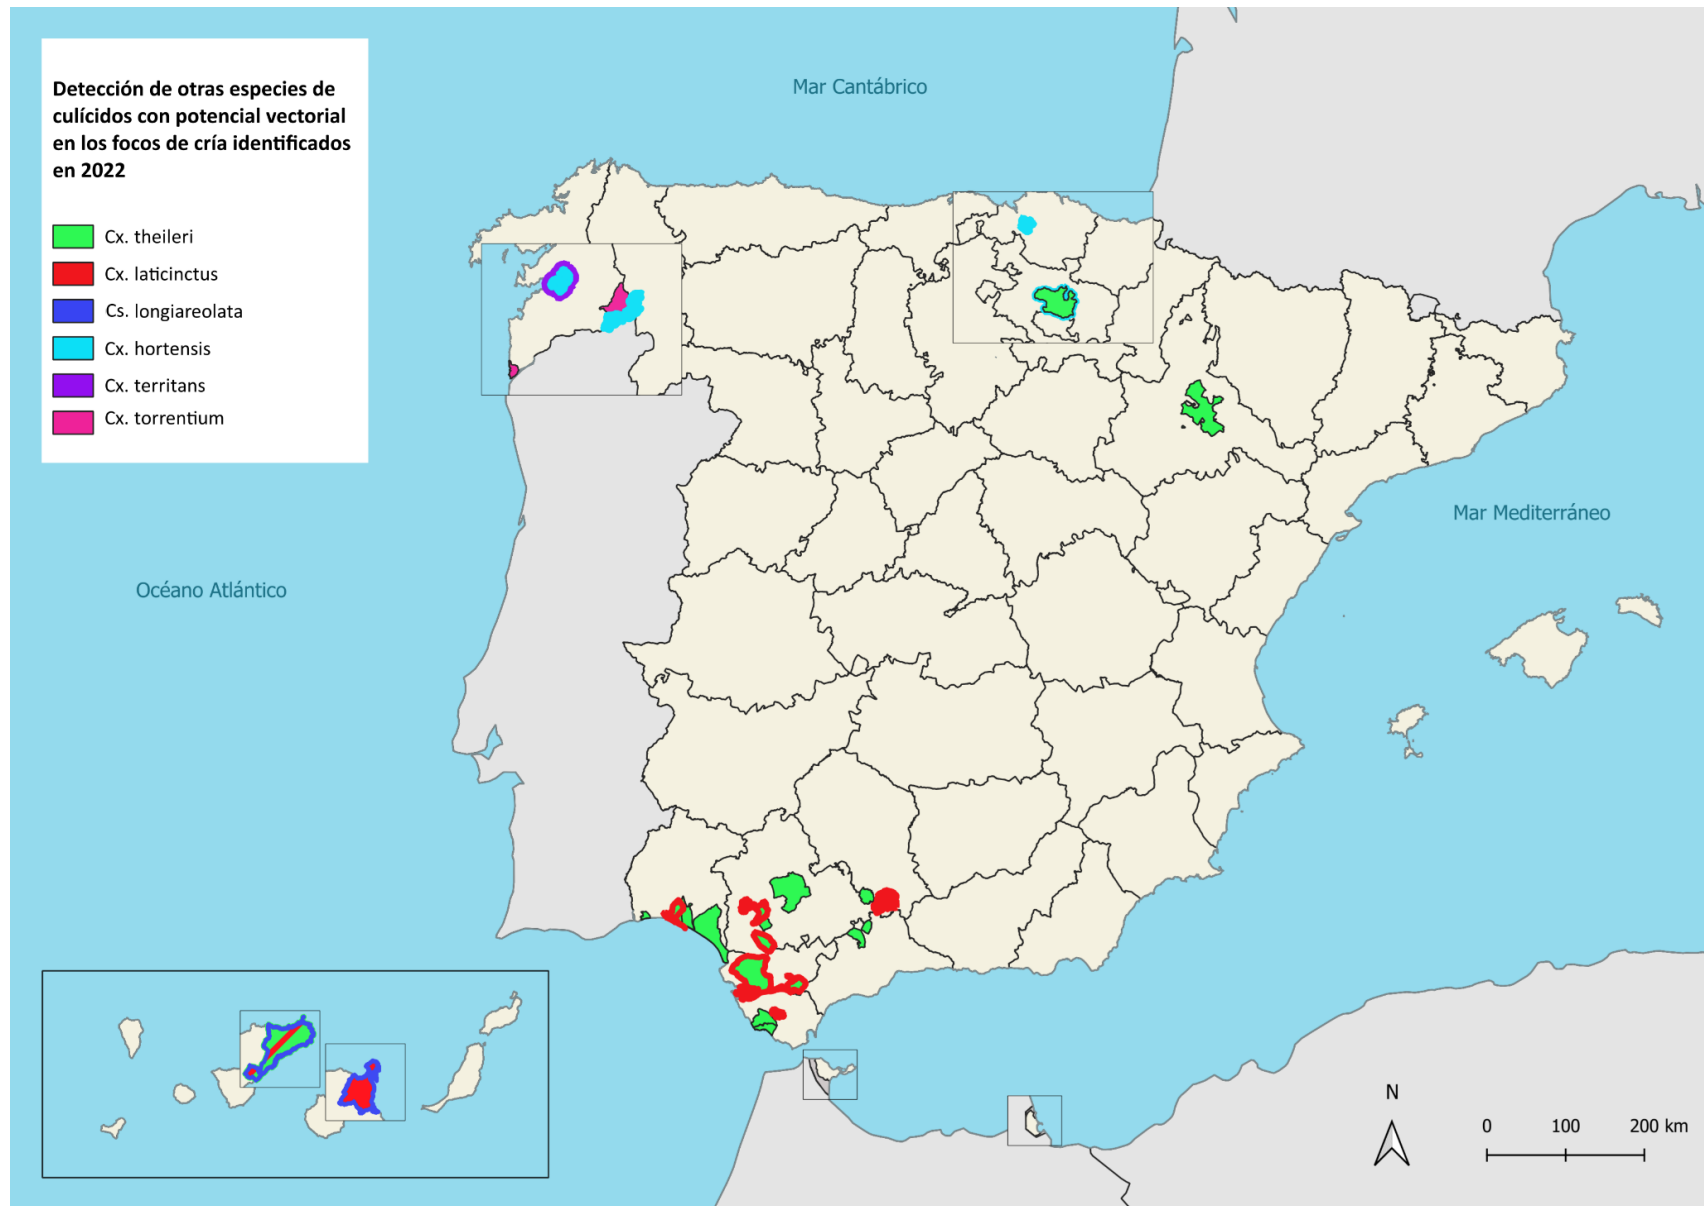 Detección de otras especies de
culícidos con potencial vectorial
en los focos de cría identificados
en 2022
Cx. theileri
Cx. laticinctus
Cs. longiareolata
Cx. hortensis
Cx. territans
Cx. torrentium
Mar Cantábrico
Mar Mediterráneo
Océano Atlántico
N
0 100 200 km